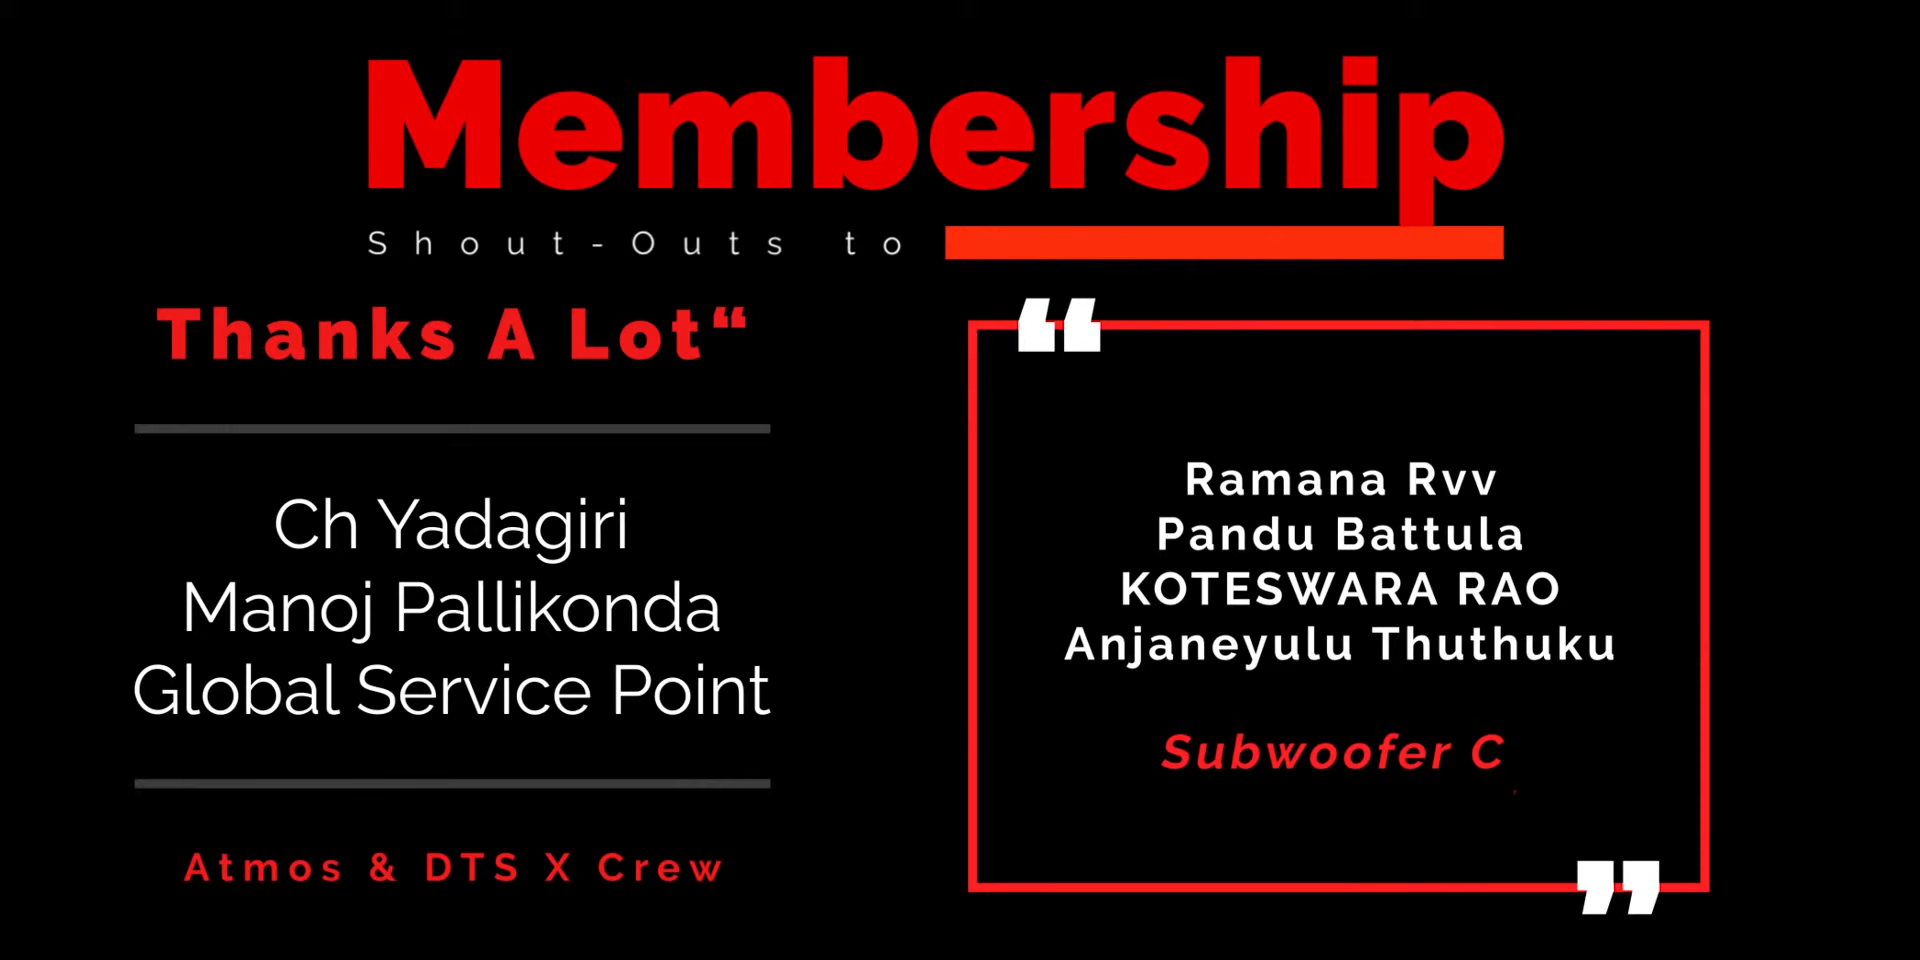 Membership
Shout-Outs to
Thanks A Lot“
Ch Yadagiri
Manoj Pallikonda
Global Service Point
Atmos & DTS X Crew
“
Ramana Rvv
Pandu Battula
KOTESWARA RAO
Anjaneyulu Thuthuku
Subwoofer C
”